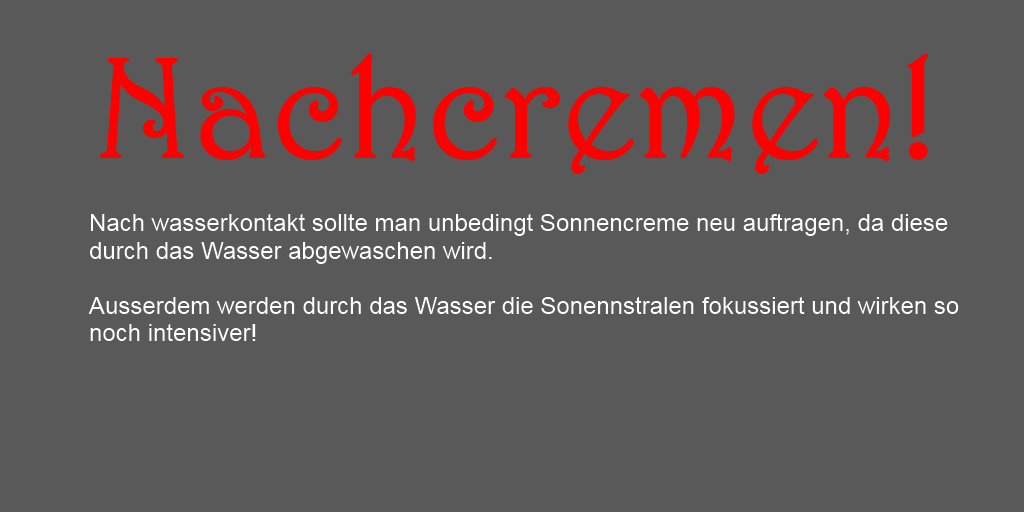 Nachcremen!
Nach wasserkontakt sollte man unbedingt Sonnencreme neu auftragen, da diese
durch das Wasser abgewaschen wird.
Ausserdem werden durch das Wasser die Sonennstralen fokussiert und wirken so
noch intensiver!